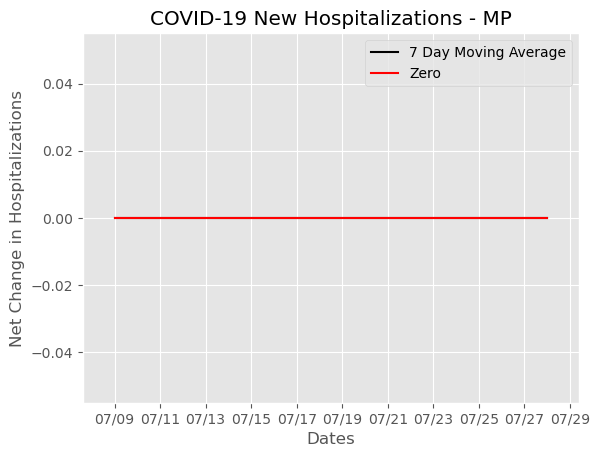 COVID-19 New Hospitalizations - MP
7 Day Moving Average
Zero
Net Change in Hospitalizations
0.04
0.02
0.00
−0.02
−0.04
07/09 07/11 07/13 07/15 07/17 07/19 07/21 07/23 07/25 07/27 07/29
Dates